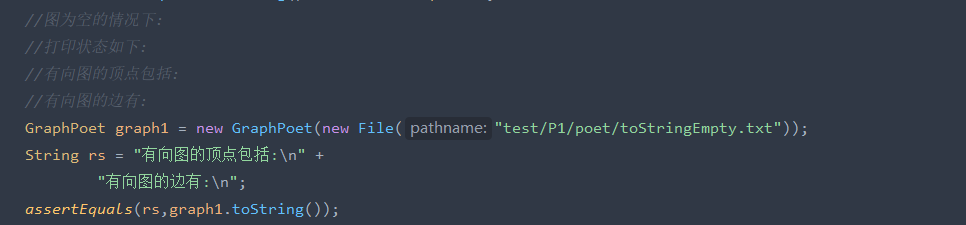 //图为空的情况下:
//打印状态如下:
//有向图的顶点包括:
//有向图的边有:
GraphPoet graph1 = new GraphPoet(new File( pathname: "test/P1/poet/toStringEmpty.txt"));
String rs = "有向图的顶点包括:\n" +
"有向图的边有:\n";
assertEquals(rs,graph1.toString());